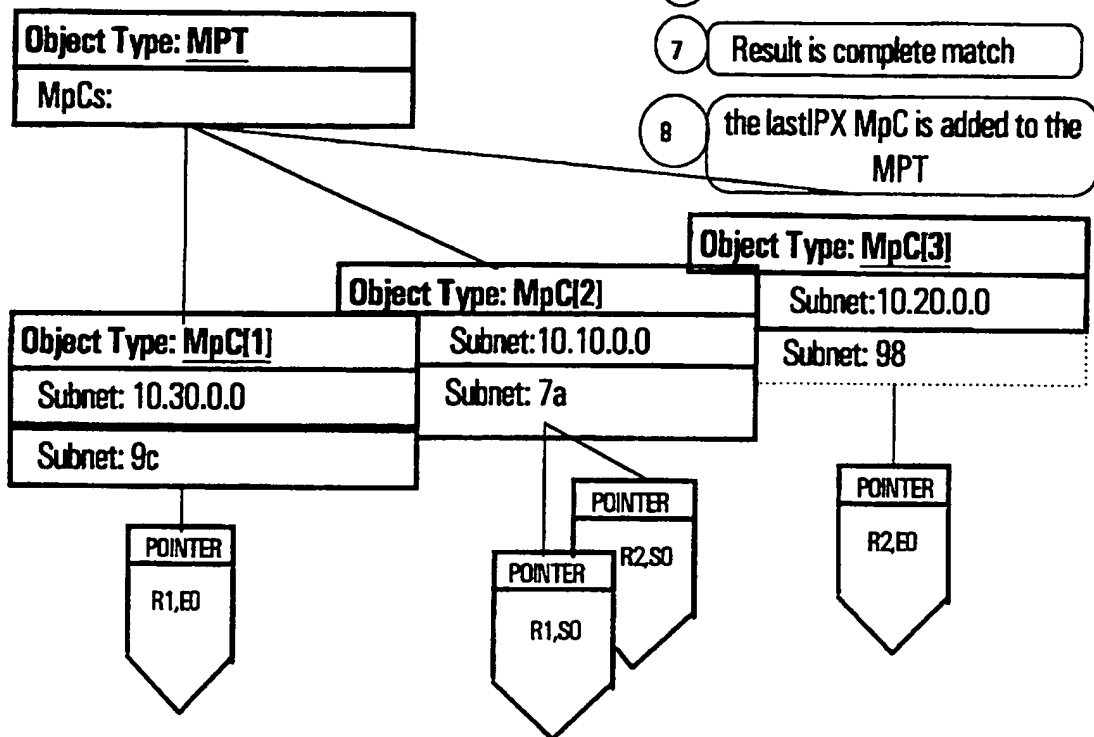 Object Type: MPT
MpCs:
7
Result is complete match
8
the lastIPX MpC is added to the
MPT
Object Type: MpC[3]
Subnet:10.20.0.0
Subnet: 98
Object Type: MpC[2]
Subnet:10.10.0.0
Subnet: 7a
Object Type: MpC[1]
Subnet: 10.30.0.0
Subnet: 9c
POINTER
R1,E0
POINTER
R1,S0
POINTER
R2,S0
POINTER
R2,E0